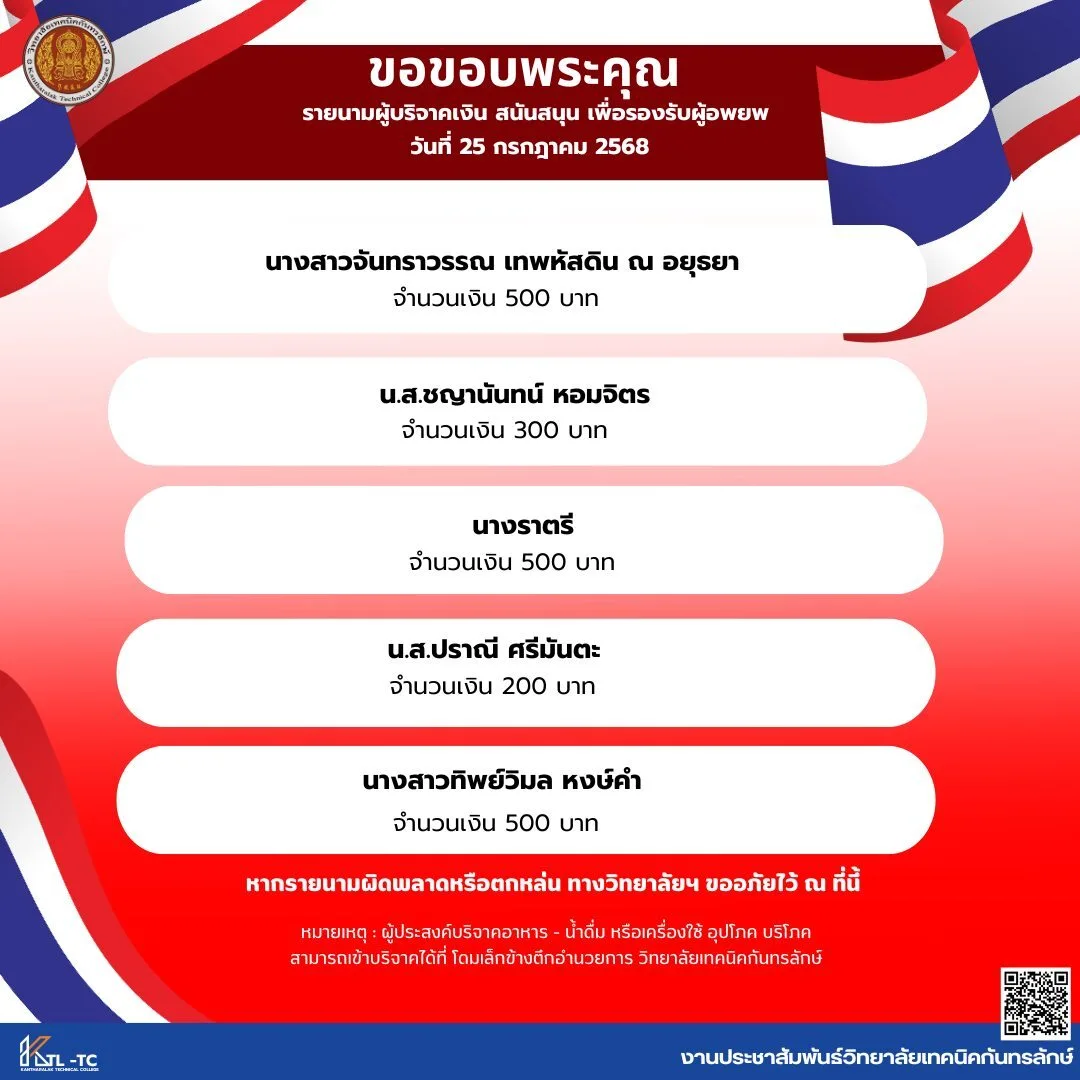 วิทยาลัยเทคนิคกันทรลักษ์
Kantharalak Technical College
ขอขอบพระคุณ
รายนามผู้บริจาคเงิน สนันสนุน เพื่อรองรับผู้อพยพ
วันที่ 25 กรกฎาคม 2568
นางสาวจันทราวรรณ เทพหัสดิน ณ อยุธยา
จำนวนเงิน 500 บาท
น.ส.ชญานันทน์ หอมจิตร
จำนวนเงิน 300 บาท
นางราตรี
จำนวนเงิน 500 บาท
น.ส.ปราณี ศรีมันตะ
จำนวนเงิน 200 บาท
นางสาวทิพย์วิมล หงษ์คำ
จำนวนเงิน 500 บาท
หากรายนามผิดพลาดหรือตกหล่น ทางวิทยาลัยฯ ขออภัยไว้ ณ ที่นี้
หมายเหตุ : ผู้ประสงค์บริจาคอาหาร - น้ำดื่ม หรือเครื่องใช้ อุปโภค บริโภค
สามารถเข้าบริจาคได้ที่ โดมเล็กข้างตึกอำนวยการ วิทยาลัยเทคนิคกันทรลักษ์
KTL -TC
KANTHARALAK TECHNICAL COLLEGE
งานประชาสัมพันธ์วิทยาลัยเทคนิคกันทรลักษ์